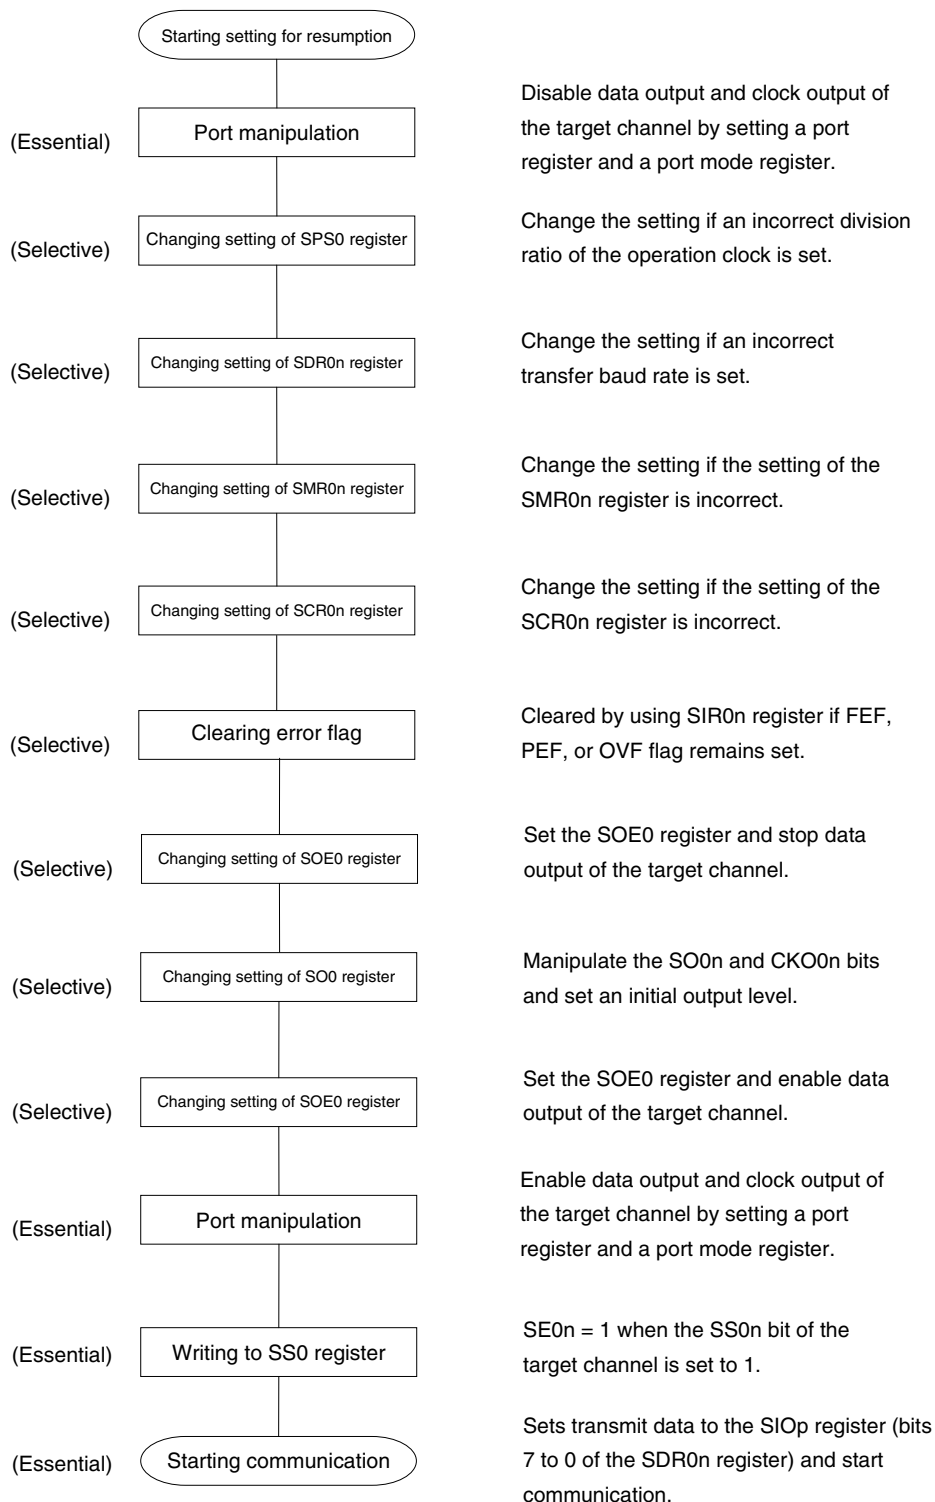 Starting setting for resumption
(Essential)
Port manipulation
Disable data output and clock output of
the target channel by setting a port
register and a port mode register.
(Selective)
Changing setting of SPS0 register
Change the setting if an incorrect division
ratio of the operation clock is set.
(Selective)
Changing setting of SDR0n register
Change the setting if an incorrect
transfer baud rate is set.
(Selective)
Changing setting of SMR0n register
Change the setting if the setting of the
SMR0n register is incorrect.
(Selective)
Changing setting of SCR0n register
Change the setting if the setting of the
SCR0n register is incorrect.
(Selective)
Clearing error flag
Cleared by using SIR0n register if FEF,
PEF, or OVF flag remains set.
(Selective)
Changing setting of SOE0 register
Set the SOE0 register and stop data
output of the target channel.
(Selective)
Changing setting of SO0 register
Manipulate the SO0n and CKO0n bits
and set an initial output level.
(Selective)
Changing setting of SOE0 register
Set the SOE0 register and enable data
output of the target channel.
(Essential)
Port manipulation
Enable data output and clock output of
the target channel by setting a port
register and a port mode register.
(Essential)
Writing to SS0 register
SE0n = 1 when the SS0n bit of the
target channel is set to 1.
(Essential)
Starting communication
Sets transmit data to the SIOp register (bits
7 to 0 of the SDR0n register) and start
communication.